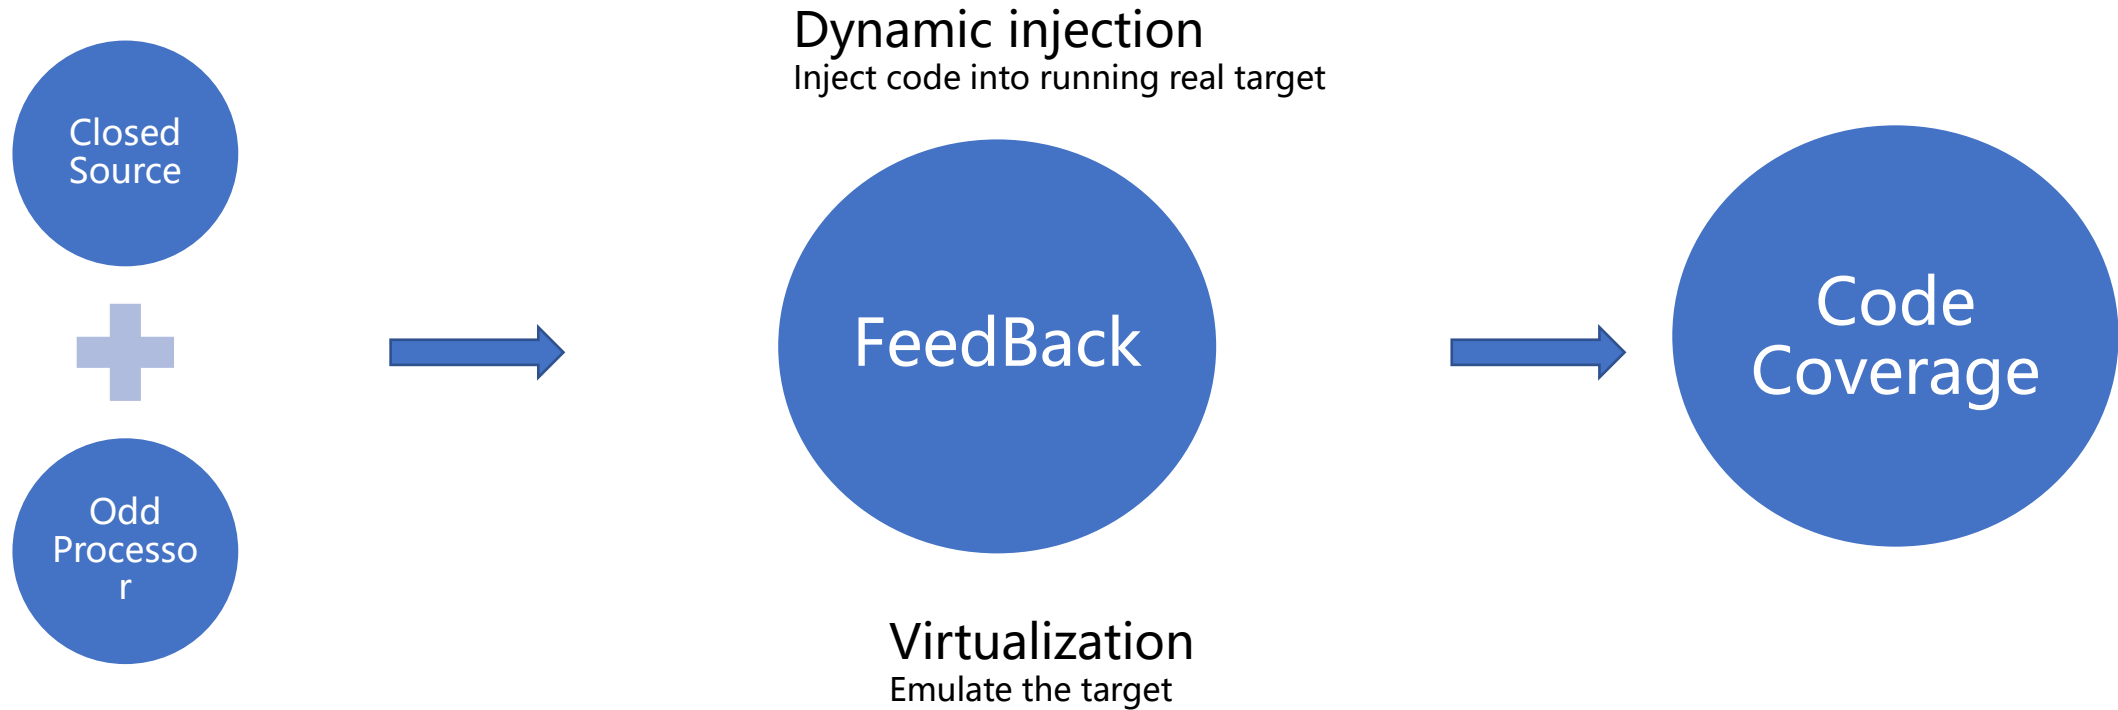 Closed
Source
Odd
Processo
r
Dynamic injection
Inject code into running real target
FeedBack
Virtualization
Emulate the target
Code
Coverage